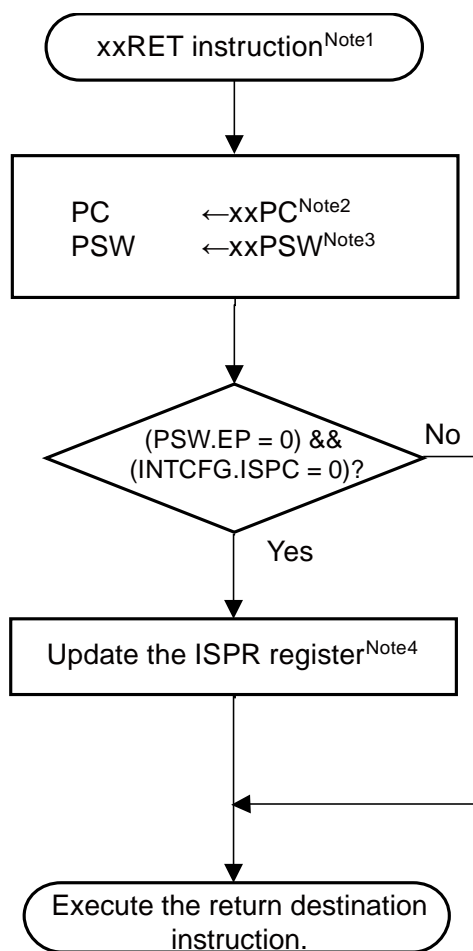 xxRET instructionNote1
PC ←xxPCNote2
PSW ←xxPSWNote3
(PSW.EP = 0) &&
(INTCFG.ISPC = 0)?
No
Yes
Update the ISPR registerNote4
Execute the return destination
instruction.